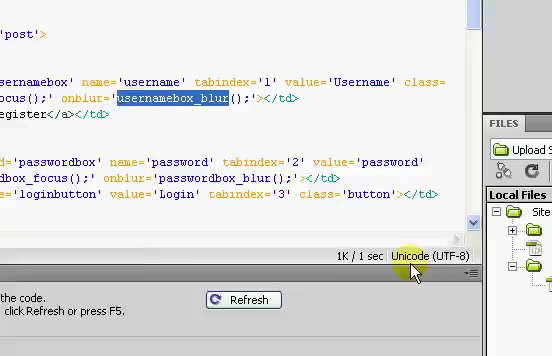 'post'>
sernamebox' name='username' tabindex='1' value='Username' class=
ocus();' onblur='usernamebox_blur();'></td>
egister</a></td>
d='passwordbox' name='password' tabindex='2' value='password'
dbox_focus();' onblur='passwordbox_blur();'></td>
e='loginbutton' value='Login' tabindex='3' class='button'></td>
1K / 1 sec Unicode (UTF-8)
the code.
click Refresh or press F5.
Refresh
FILES
Upload S
Local Files
Site